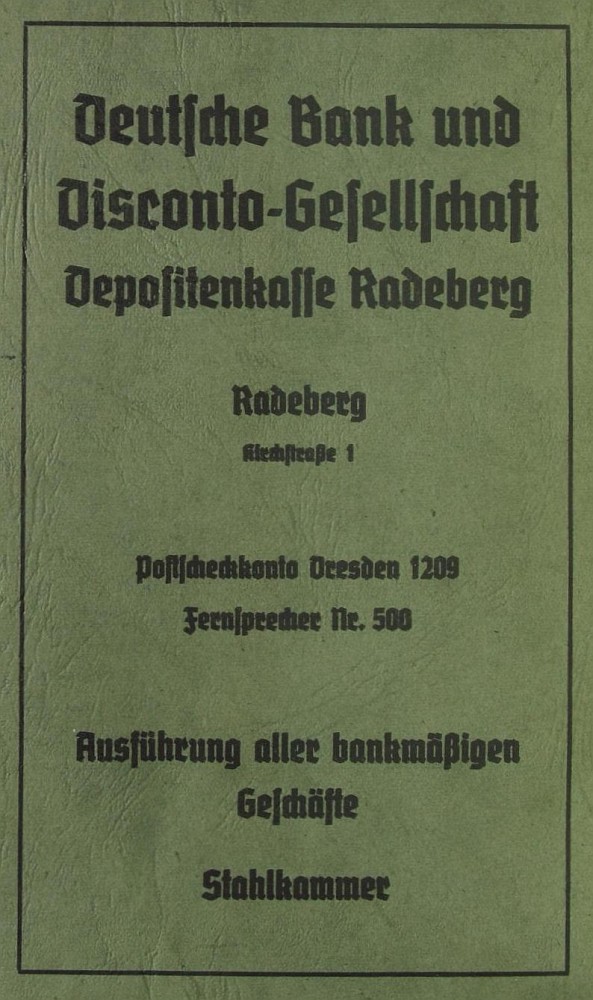 Deutſche Bank und
Disconto-Geſellſchaft
Depoſitenkaſſe Radeberg
Radeberg
Kirchſtraße 1
Poſtſcheckkonto Dresden 1209
Fernſprecher Nr. 500
Ausführung aller bankmäßigen
Geſchäfte
Stahlkammer